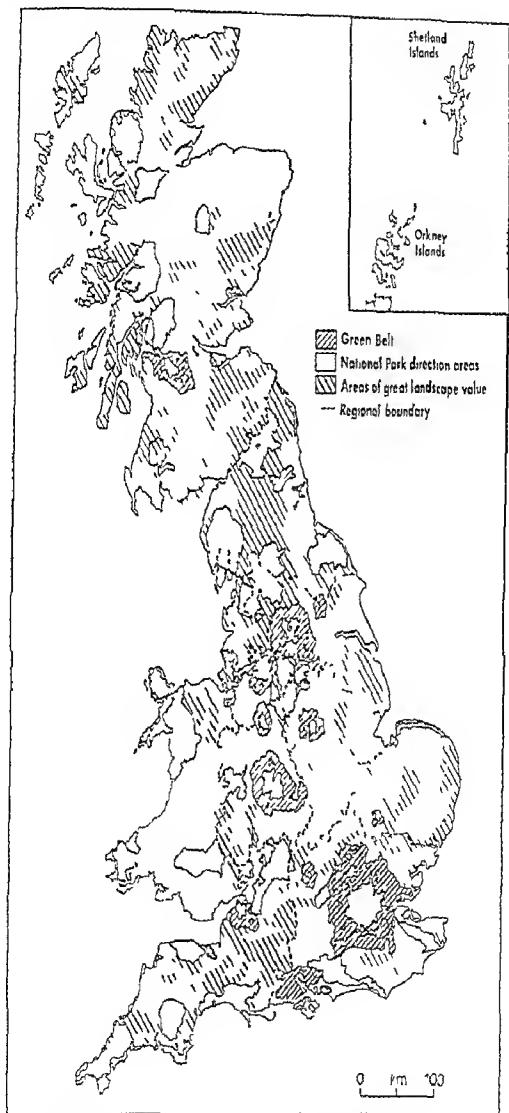 Shetland
Islands
Orkney
Islands
Green Belt
National Park direction areas
Areas of great landscape value
Regional boundary
0 km 100